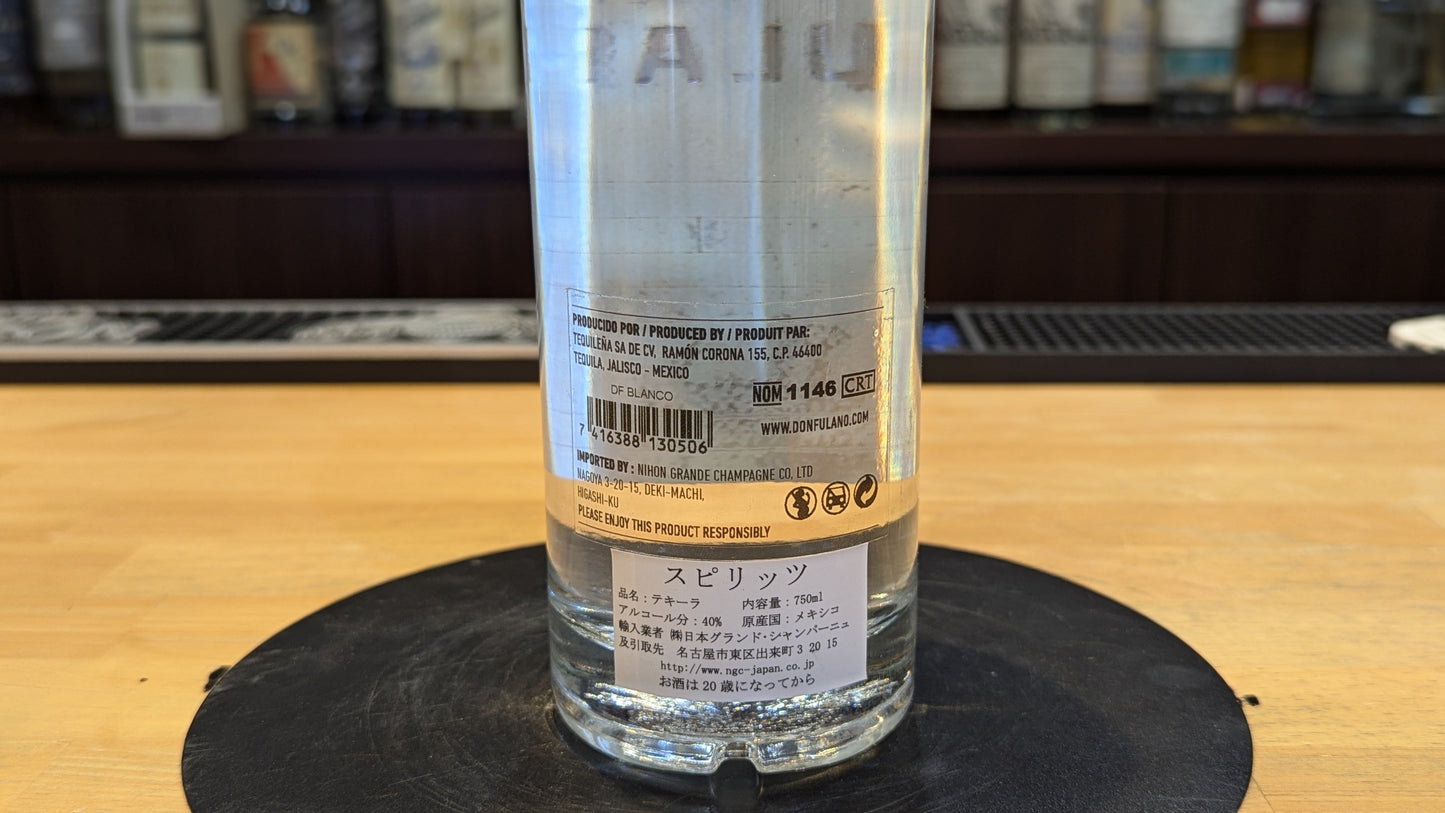 PRODUCIDO POR / PRODUCED BY / PRODUIT PAR:
TEQUILEÑA SA DE CV, RAMÓN CORONA 155, C.P. 46400
TEQUILA, JALISCO - MEXICO
DF BLANCO
NOM 1146 CRT
7 416388 130506
WWW.DONFULANO.COM
IMPORTED BY : NIHON GRANDE CHAMPAGNE CO, LTD
NAGOYA 3-20-15, DEKI-MACHI,
HIGASHI-KU
PLEASE ENJOY THIS PRODUCT RESPONSIBLY
スピリッツ
品名：テキーラ 内容量：750ml
アルコール分：40% 原産国：メキシコ
輸入業者 ㈱日本グランド・シャンパーニュ
及引取先 名古屋市東区出来町 3 20 15
http://www.ngc-japan.co.jp
お酒は 20 歳になってから